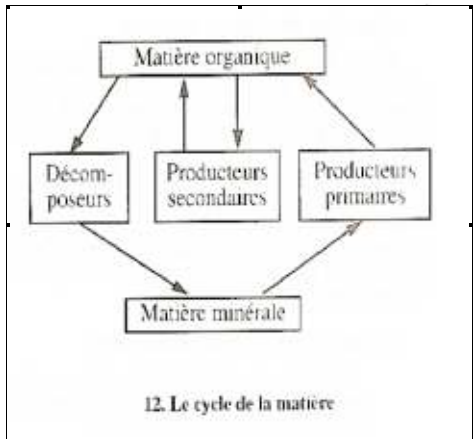 Matière organique
Décom-
poseurs
Producteurs
secondaires
Producteurs
primaires
Matière minérale
12. Le cycle de la matière